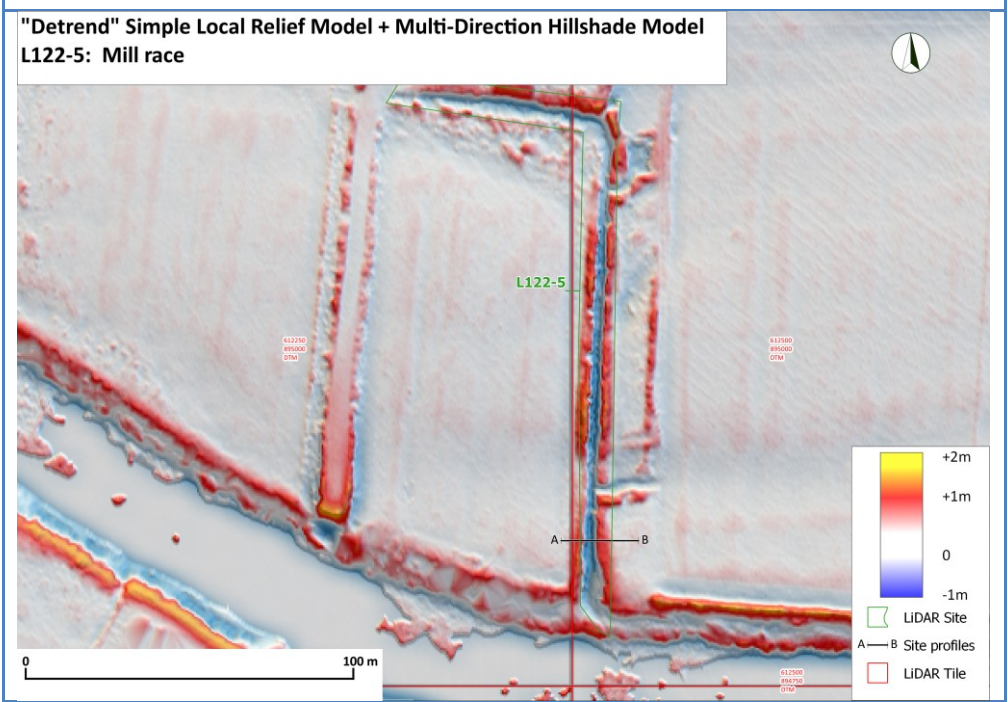 "Detrend" Simple Local Relief Model + Multi-Direction Hillshade Model
L122-5: Mill race
L122-5
612250
895000
DTM
612500
895000
DTM
A
B
+2m
+1m
0
-1m
LiDAR Site
A
B
Site profiles
LiDAR Tile
0
100 m
612500
894750
DTM